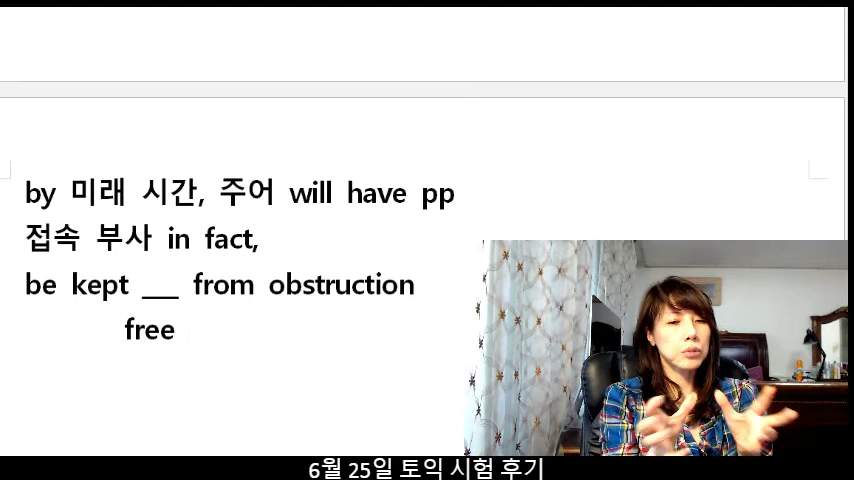 by 미래 시간, 주어 will have pp
접속 부사 in fact,
be kept ___ from obstruction
free
6월 25일 토익 시험 후기